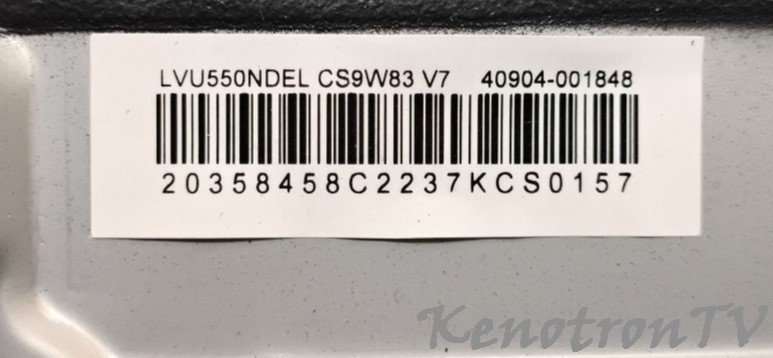 LVU550NDEL CS9W83 V7 40904-001848
20358458C2237KCS0157
KenotronTV